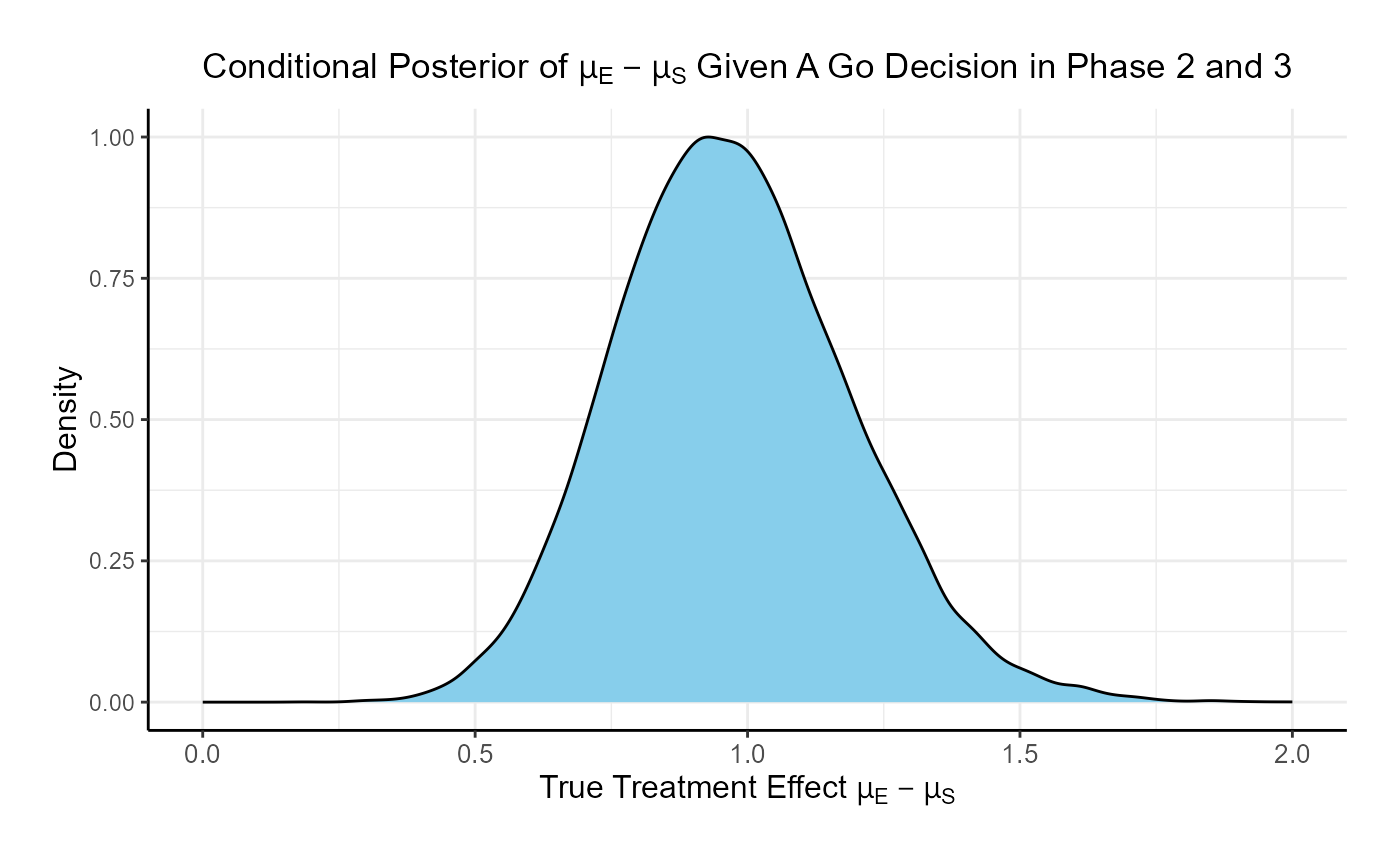 Conditional Posterior of μE − μS Given A Go Decision in Phase 2 and 3
1.00
0.75
0.50
0.25
0.00
Density
0.0 0.5 1.0 1.5 2.0
True Treatment Effect μE − μS